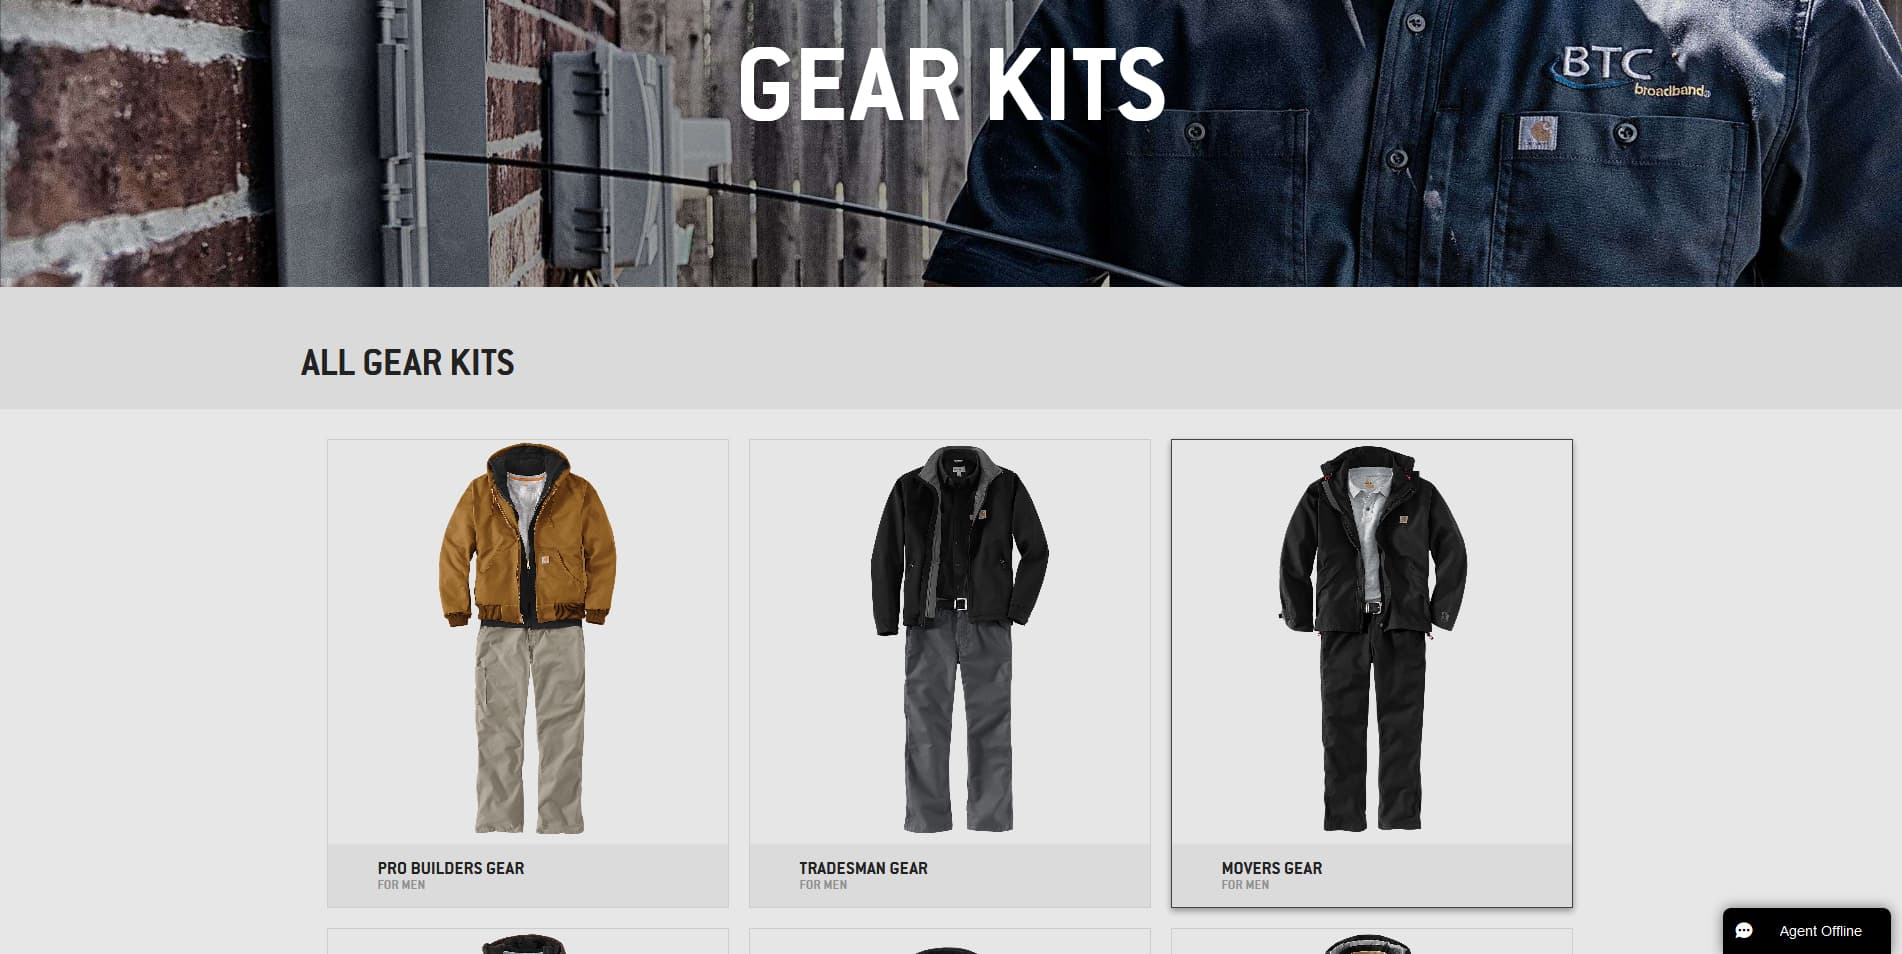 GEAR KITS
BTC
broadband®
ALL GEAR KITS
PRO BUILDERS GEAR
FOR MEN
TRADESMAN GEAR
FOR MEN
MOVERS GEAR
FOR MEN
Agent Offline